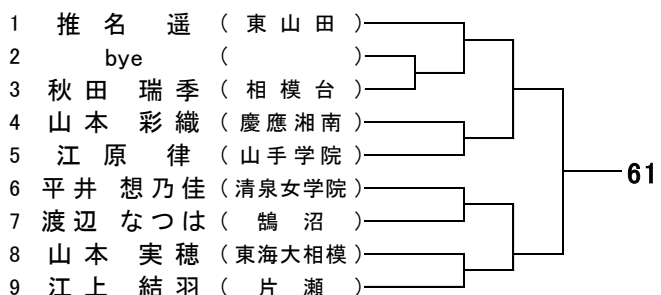 1 推名 遥 （ 東山田 ）
2 bye （ ）
3 秋田 瑞季 （ 相模台 ）
4 山本 彩織 （ 慶應湘南 ）
5 江原 律 （ 山手学院 ）
6 平井 想乃佳 （ 清泉女学院 ）
7 渡辺 なつは （ 鵠沼 ）
8 山本 実穂 （ 東海大相模 ）
9 江上 結羽 （ 片瀬 ）
61